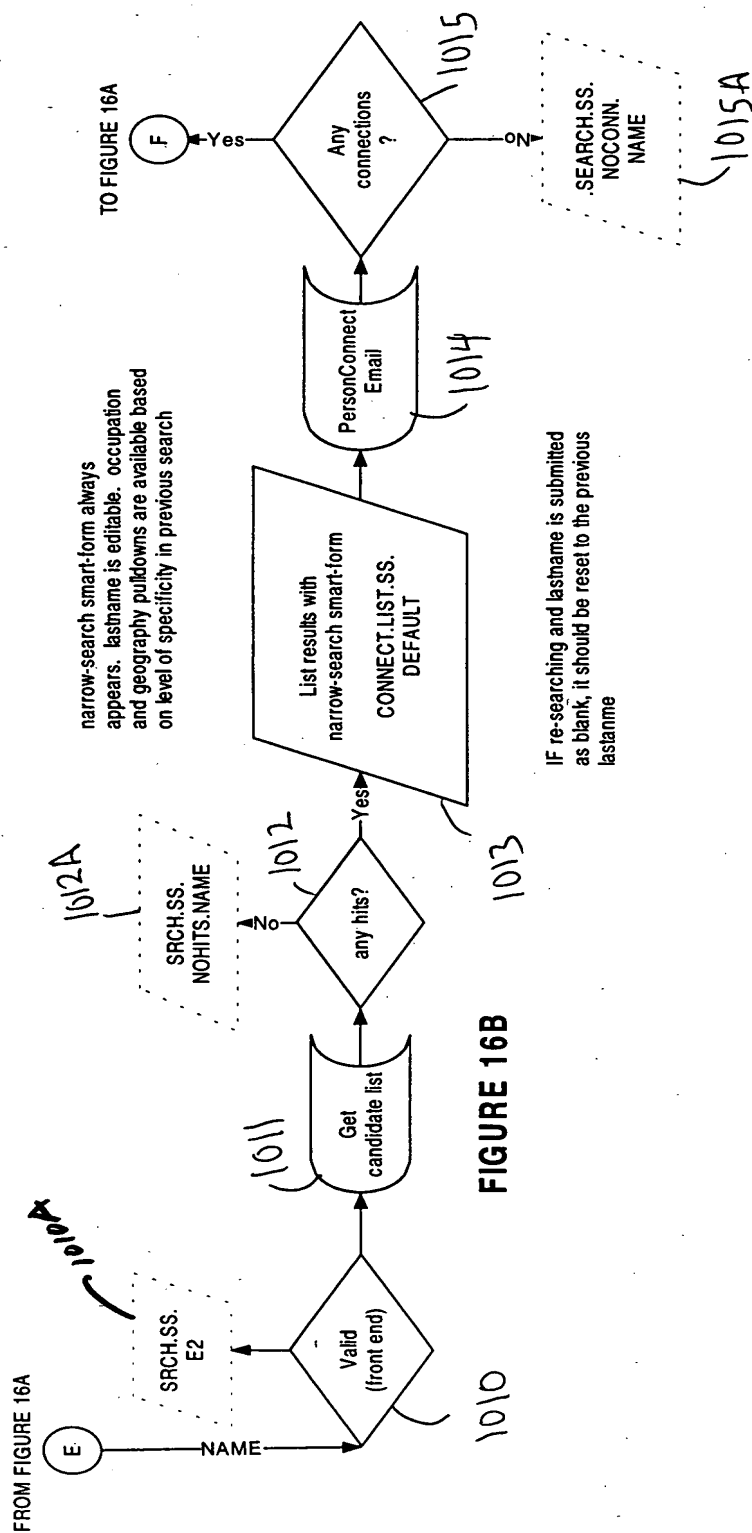 FROM FIGURE 16A
E
NAME
Valid
(front end)
1010
SRCH.SS.
E2
1010A
Get
candidate list
1011
any hits?
1012
No
SRCH.SS.
NOHITS.NAME
1012A
Yes
List results with
narrow-search smart-form
CONNECT.LIST.SS.
DEFAULT
1013
narrow-search smart-form always
appears. lastname is editable. occupation
and geography pulldowns are available based
on level of specificity in previous search
IF re-searching and lastname is submitted
as blank, it should be reset to the previous
lastanme
PersonConnect
Email
1014
Any
connections
?
1015
Yes
F
TO FIGURE 16A
No
.SEARCH.SS.
NOCONN.
NAME
1015A
FIGURE 16B